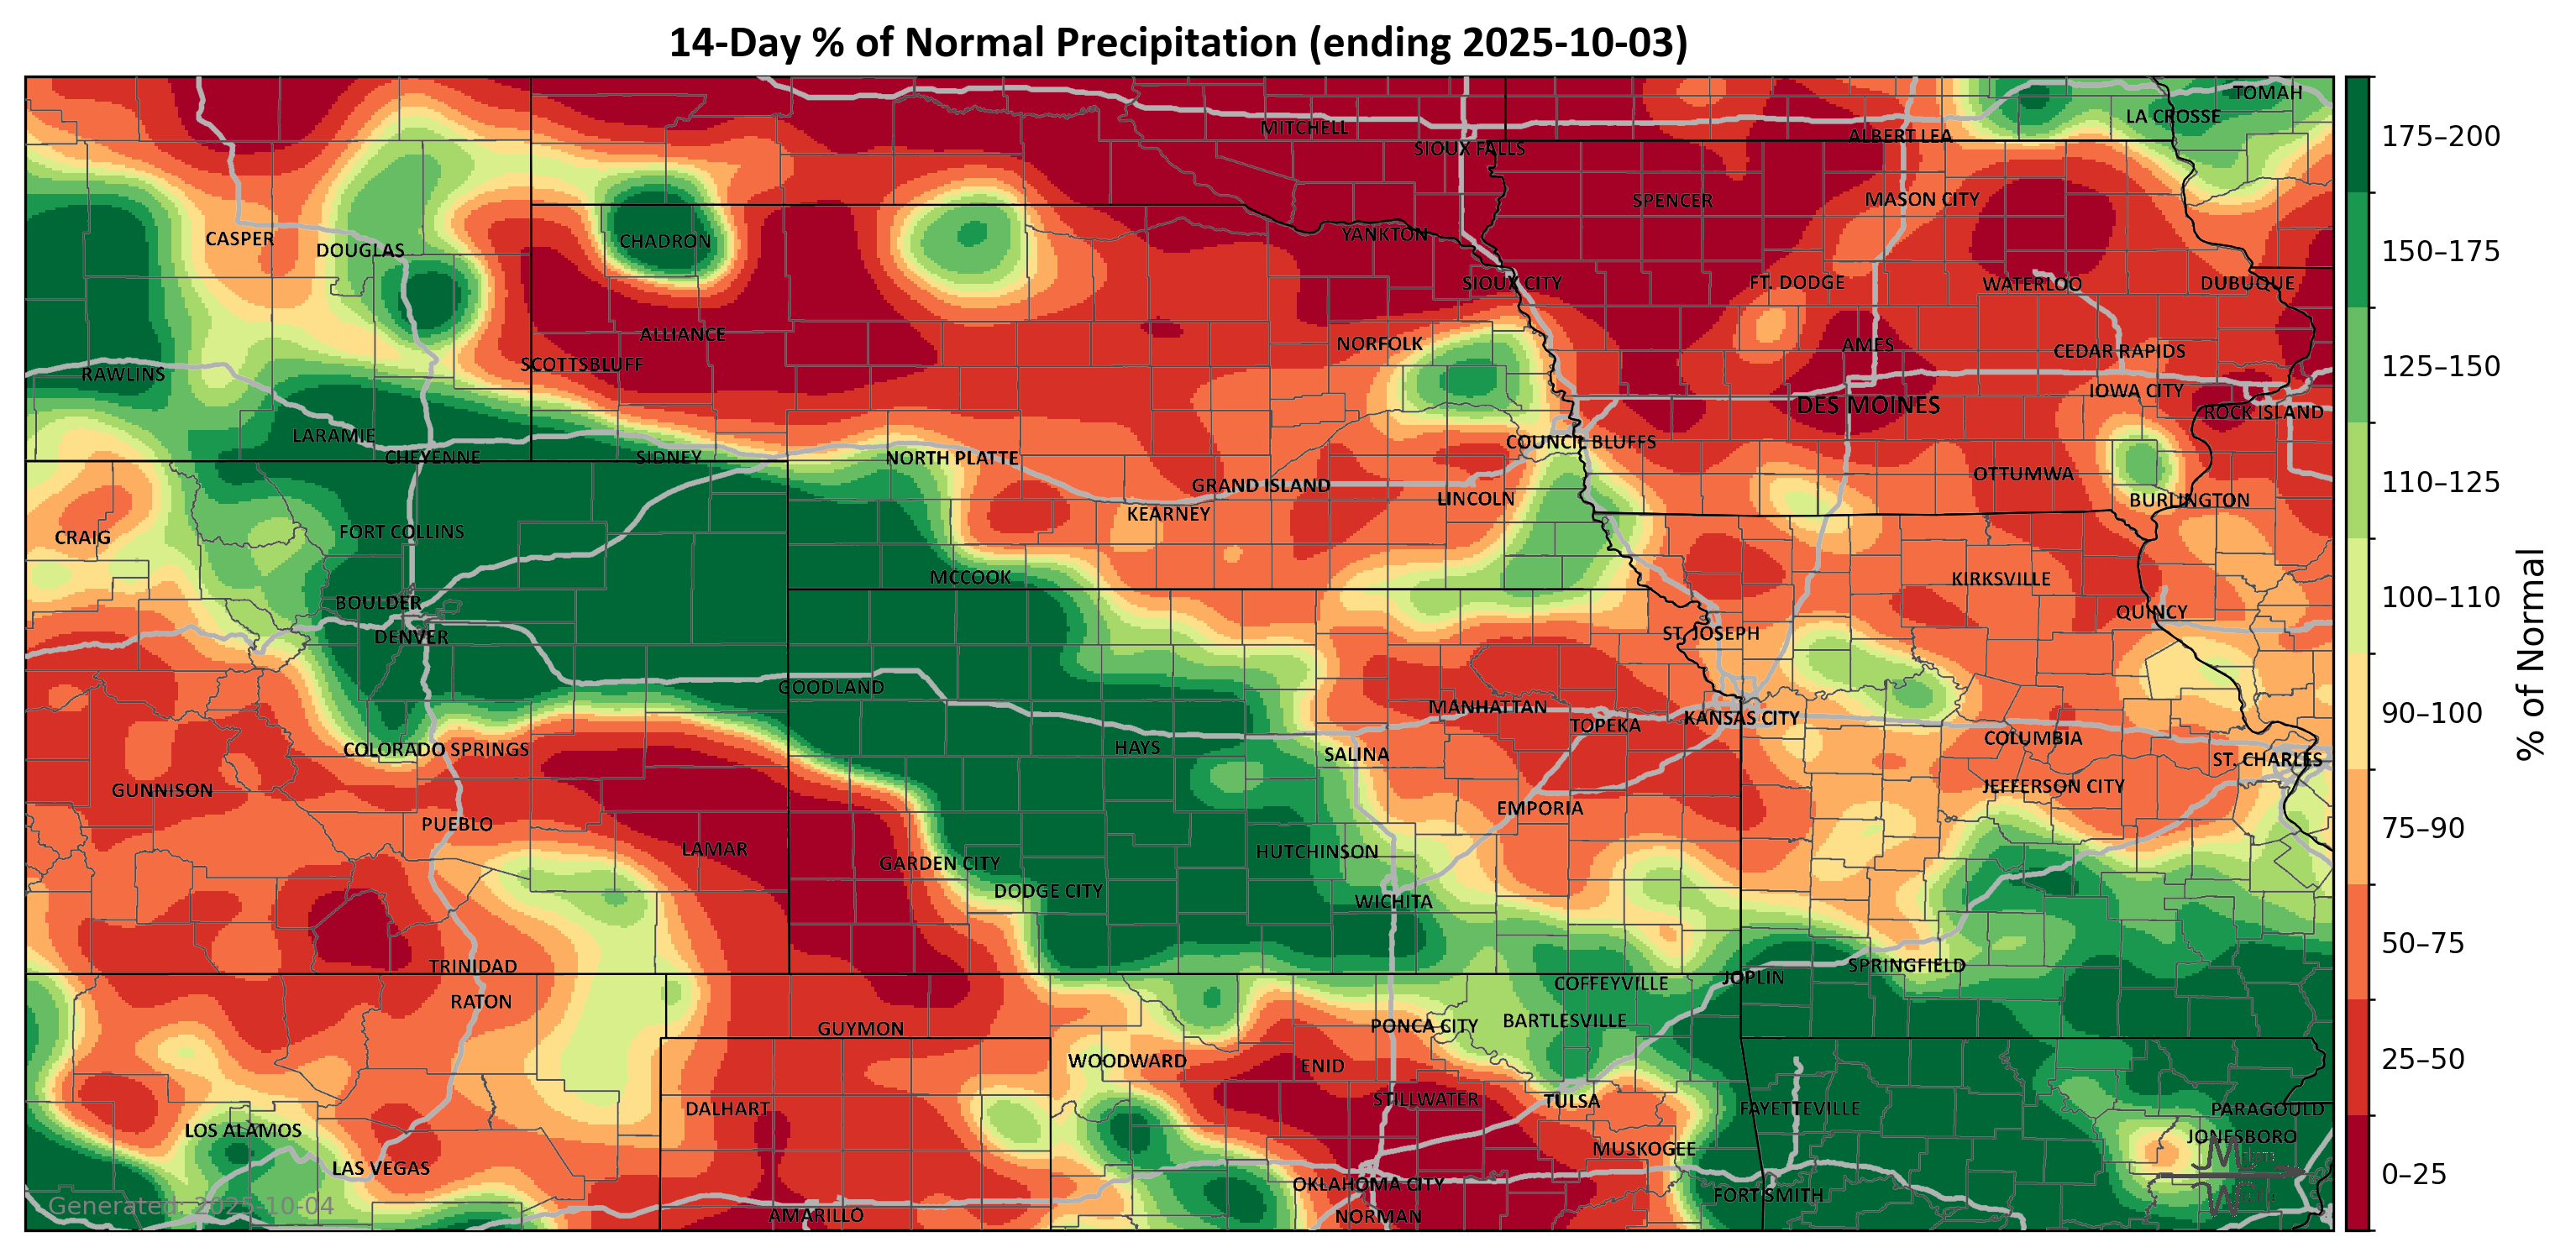 14-Day % of Normal Precipitation (ending 2025-10-03)
TOMAH
LA CROSSE
MITCHELL
ALBERT LEA
SIOUX FALLS
SPENCER
MASON CITY
YANKTON
CASPER
CHADRON
DOUGLAS
SIOUX CITY
FT. DODGE
WATERLOO
DUBUQUE
ALLIANCE
NORFOLK
AMES
CEDAR RAPIDS
SCOTTSBLUFF
RAWLINS
IOWA CITY
DES MOINES
ROCK ISLAND
LARAMIE
COUNCIL BLUFFS
CHEYENNE
SIDNEY
NORTH PLATTE
OTTUMWA
GRAND ISLAND
LINCOLN
BURLINGTON
KEARNEY
FORT COLLINS
CRAIG
MCCOOK
KIRKSVILLE
BOULDER
QUINCY
DENVER
ST. JOSEPH
GOODLAND
MANHATTAN
KANSAS CITY
TOPEKA
COLUMBIA
COLORADO SPRINGS
HAYS
SALINA
ST. CHARLES
GUNNISON
JEFFERSON CITY
EMPORIA
PUEBLO
LAMAR
HUTCHINSON
GARDEN CITY
DODGE CITY
WICHITA
TRINIDAD
SPRINGFIELD
JOPLIN
COFFEYVILLE
RATON
BARTLESVILLE
PONCA CITY
GUYMON
WOODWARD
ENID
STILLWATER
TULSA
DALHART
FAYETTEVILLE
PARAGOULD
LOS ALAMOS
JONESBORO
MUSKOGEE
LAS VEGAS
OKLAHOMA CITY
FORT SMITH
AMARILLO
NORMAN
Generated: 2025-10-04
175–200
150–175
125–150
110–125
100–110
90–100
75–90
50–75
25–50
0–25
% of Normal